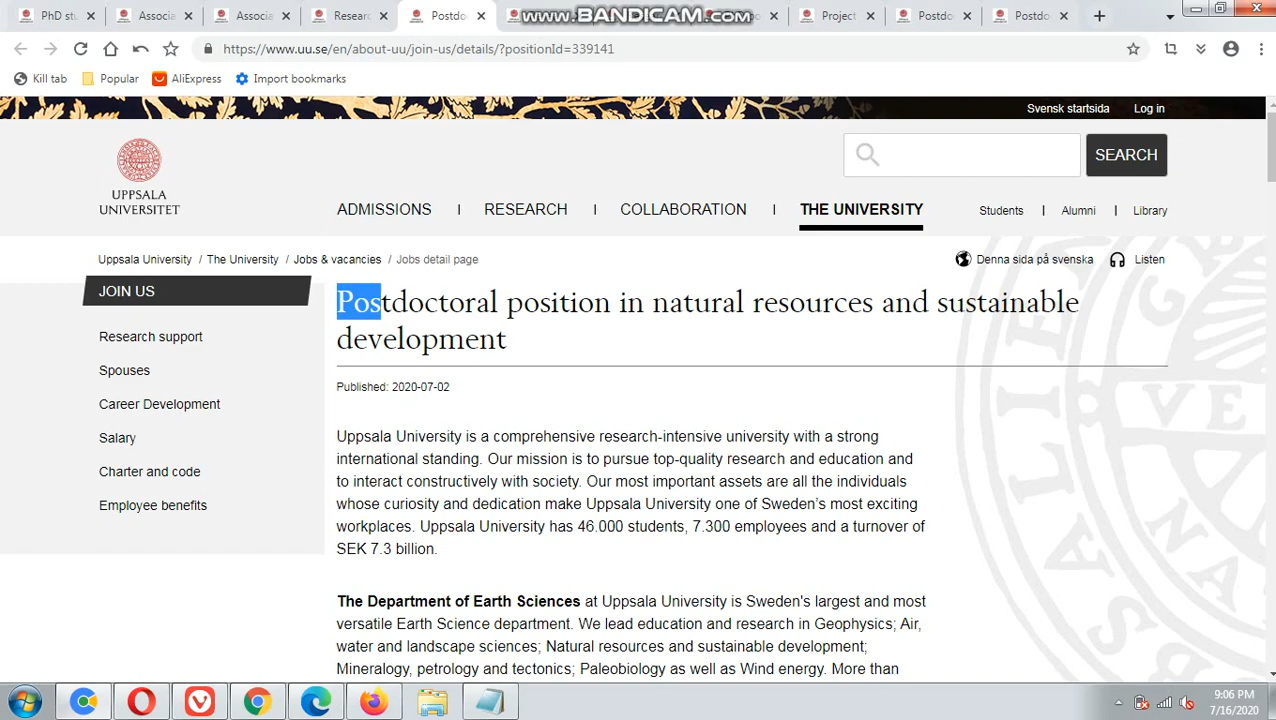 PhD stu
Associa
Associa
Researc
Postdoc
www.BANDICAM.com
Project
Postdo
Postdo
https://www.uu.se/en/about-uu/join-us/details/?positionId=339141
Kill tab
Popular
AliExpress
Import bookmarks
Svensk startsida
Log in
UPPSALA
UNIVERSITET
SEARCH
ADMISSIONS | RESEARCH | COLLABORATION | THE UNIVERSITY
Students | Alumni | Library
Uppsala University / The University / Jobs & vacancies / Jobs detail page
Denna sida på svenska
Listen
JOIN US
Research support
Spouses
Career Development
Salary
Charter and code
Employee benefits
Postdoctoral position in natural resources and sustainable
development
Published: 2020-07-02
Uppsala University is a comprehensive research-intensive university with a strong
international standing. Our mission is to pursue top-quality research and education and
to interact constructively with society. Our most important assets are all the individuals
whose curiosity and dedication make Uppsala University one of Sweden's most exciting
workplaces. Uppsala University has 46.000 students, 7.300 employees and a turnover of
SEK 7.3 billion.
The Department of Earth Sciences at Uppsala University is Sweden's largest and most
versatile Earth Science department. We lead education and research in Geophysics; Air,
water and landscape sciences; Natural resources and sustainable development;
Mineralogy, petrology and tectonics; Paleobiology as well as Wind energy. More than
9:06 PM
7/16/2020